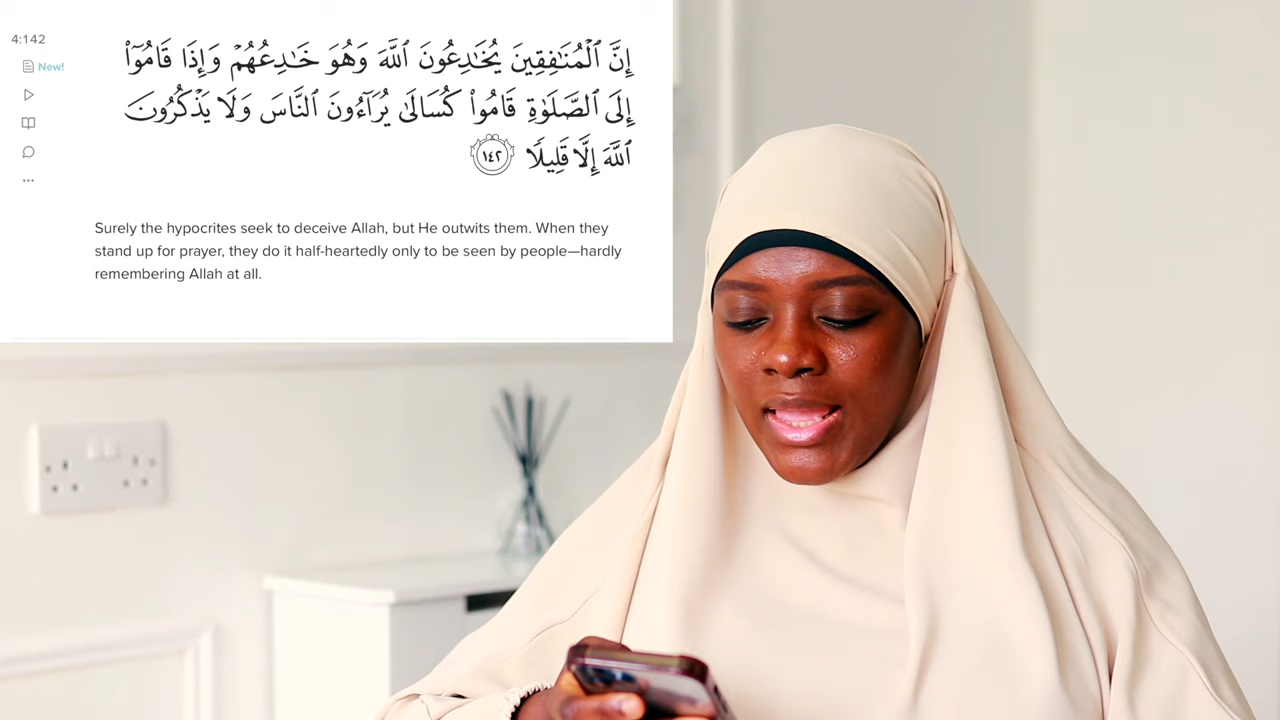 4:142
New!
إِنَّ ٱلْمُنَـٰفِقِينَ يُخَـٰدِعُونَ ٱللَّهَ وَهُوَ خَـٰدِعُهُمْ وَإِذَا قَامُوٓا۟
إِلَى ٱلصَّلَوٰةِ قَامُوا۟ كُسَالَىٰ يُرَآءُونَ ٱلنَّاسَ وَلَا يَذْكُرُونَ
ٱللَّهَ إِلَّا قَلِيلًا ١٤٢
Surely the hypocrites seek to deceive Allah, but He outwits them. When they
stand up for prayer, they do it half-heartedly only to be seen by people—hardly
remembering Allah at all.